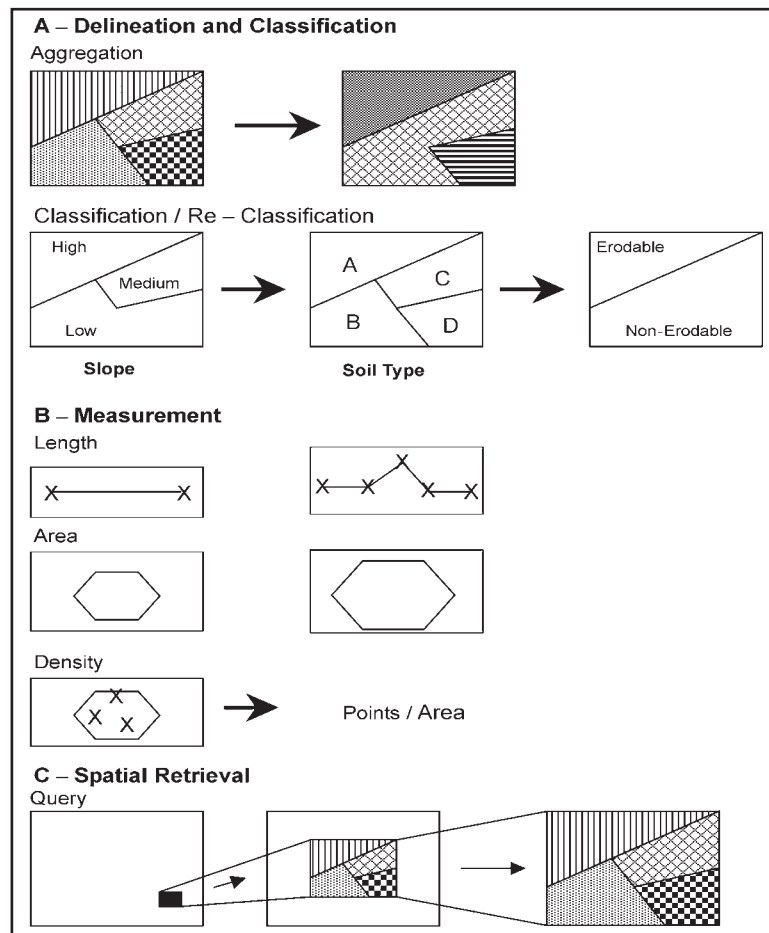 A – Delineation and Classification
Aggregation
Classification / Re – Classification
High
Medium
Low
Slope
A
C
B
D
Soil Type
Erodable
Non-Erodable
B – Measurement
Length
X X
X X X X X
Area
Density
X
X X
Points / Area
C – Spatial Retrieval
Query